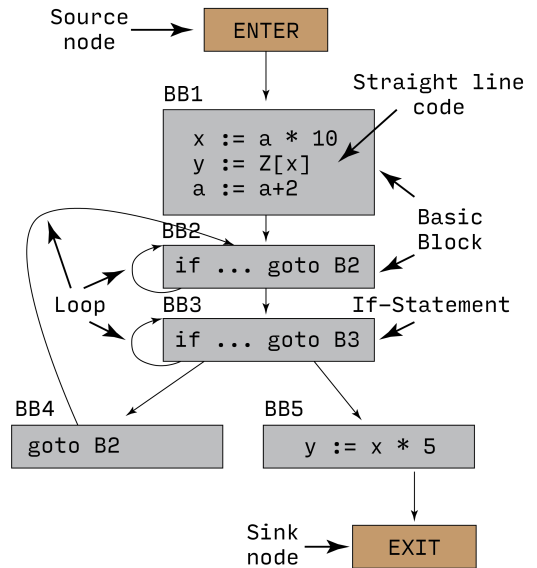 Source
node
ENTER
BB1
Straight line
code
x := a * 10
y := Z[x]
a := a+2
BB2
Basic
Block
if ... goto B2
Loop
BB3
If-Statement
if ... goto B3
BB4
BB5
goto B2
y := x * 5
Sink
node
EXIT